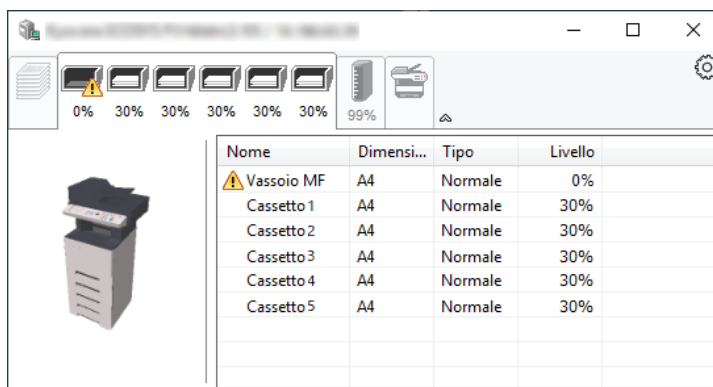 0% 30% 30% 30% 30% 30% 99%
Nome Dimensi... Tipo Livello
Vassoio MF A4 Normale 0%
Cassetto 1 A4 Normale 30%
Cassetto 2 A4 Normale 30%
Cassetto 3 A4 Normale 30%
Cassetto 4 A4 Normale 30%
Cassetto 5 A4 Normale 30%